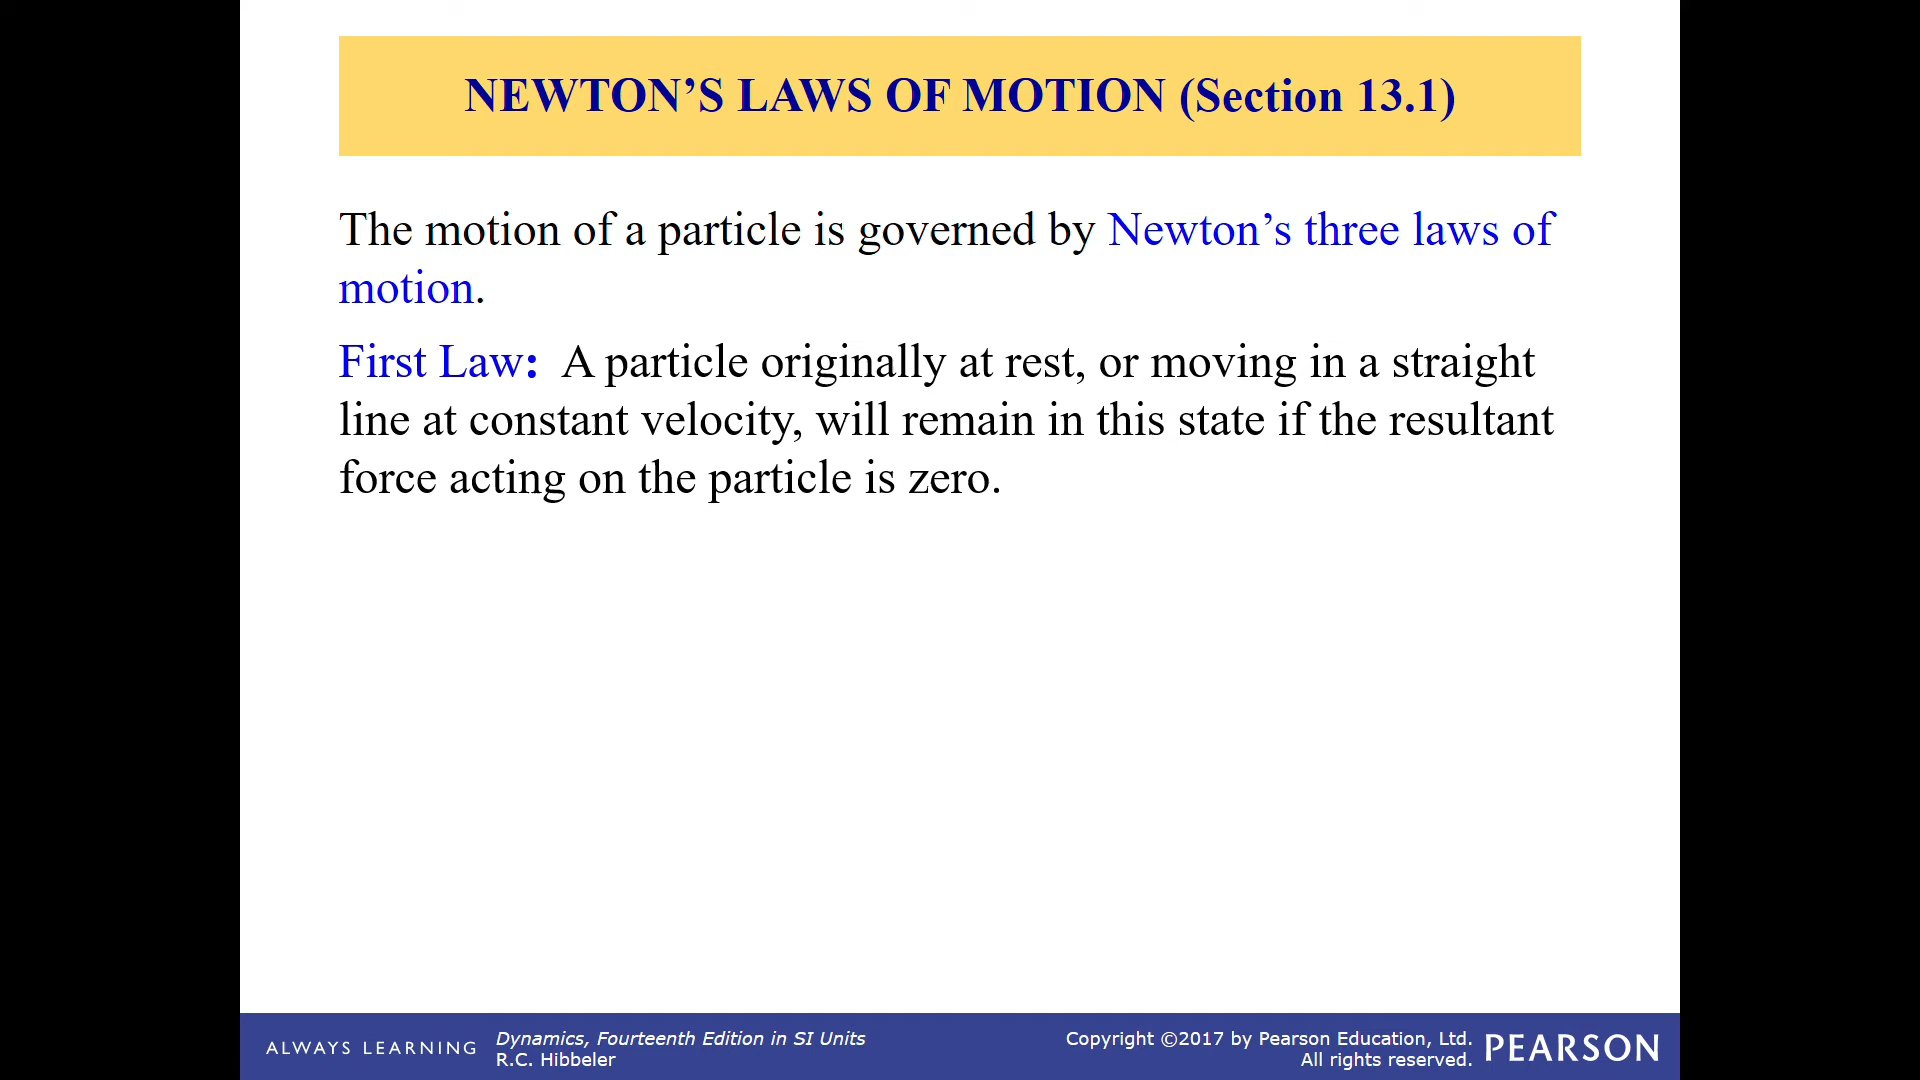 NEWTON’S LAWS OF MOTION (Section 13.1)
The motion of a particle is governed by Newton’s three laws of
motion.
First Law: A particle originally at rest, or moving in a straight
line at constant velocity, will remain in this state if the resultant
force acting on the particle is zero.
ALWAYS LEARNING
Dynamics, Fourteenth Edition in SI Units
R.C. Hibbeler
Copyright ©2017 by Pearson Education, Ltd.
All rights reserved.
PEARSON